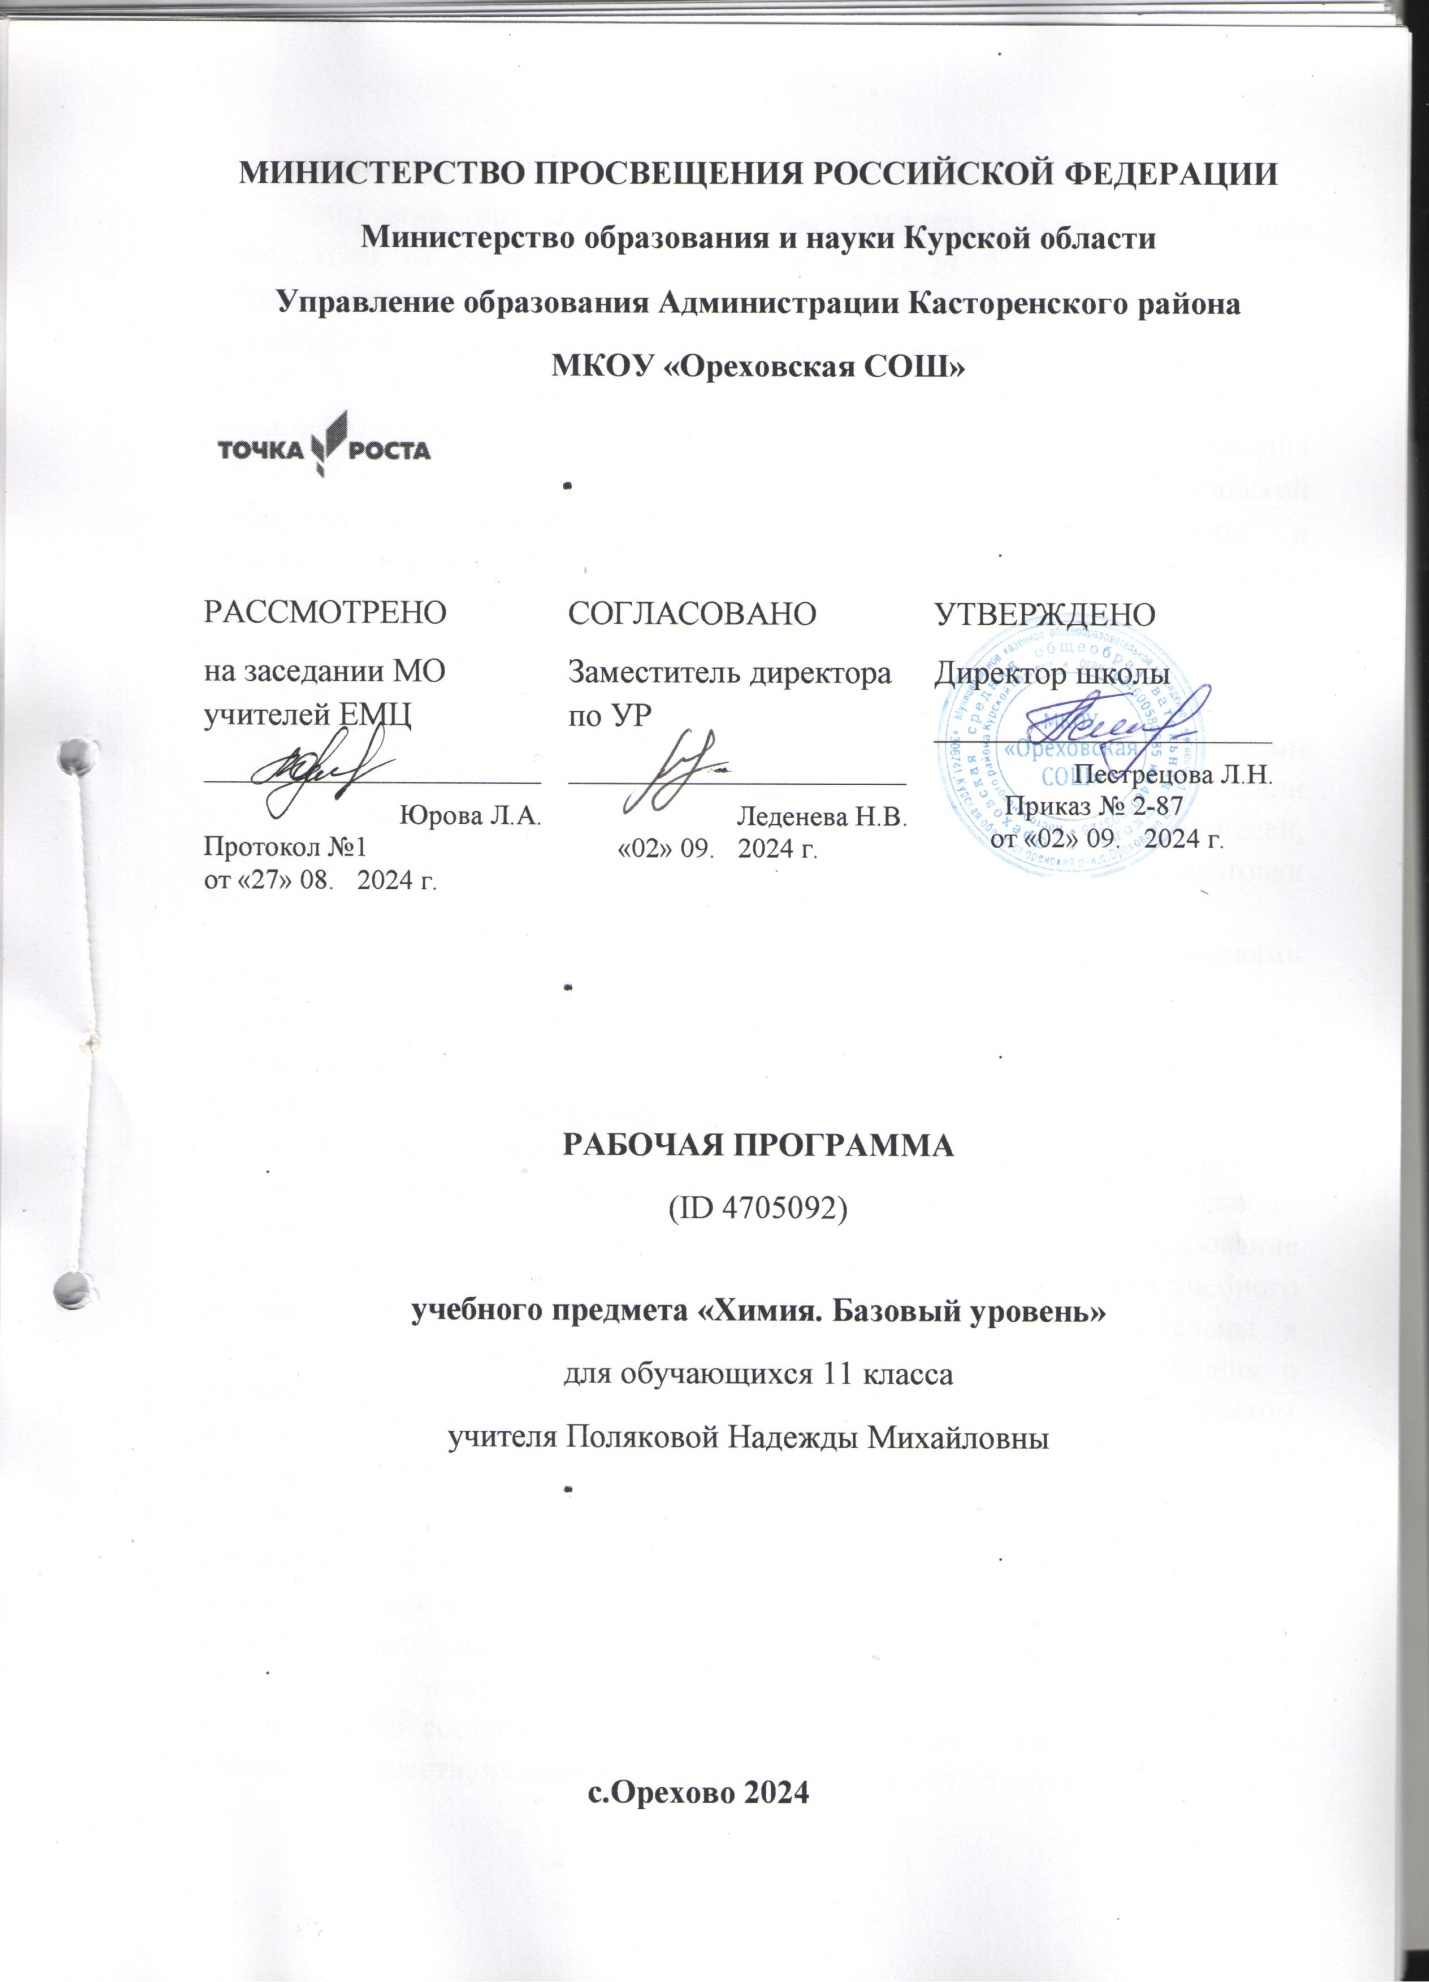 МИНИСТЕРСТВО ПРОСВЕЩЕНИЯ РОССИЙСКОЙ ФЕДЕРАЦИИ
Министерство образования и науки Курской области
Управление образования Администрации Касторенского района
МКОУ «Ореховская СОШ»
ТОЧКА РОСТА
РАССМОТРЕНО
на заседании МО
учителей ЕМЦ
Юрова Л.А.
Протокол №1
от «27» 08. 2024 г.
СОГЛАСОВАНО
Заместитель директора
по УР
Леденева Н.В.
«02» 09. 2024 г.
УТВЕРЖДЕНО
Директор школы
Пестрецова Л.Н.
Приказ № 2-87
от «02» 09. 2024 г.
МКОУ
«Ореховская
СОШ»
РАБОЧАЯ ПРОГРАММА
(ID 4705092)
учебного предмета «Химия. Базовый уровень»
для обучающихся 11 класса
учителя Поляковой Надежды Михайловны
с.Орехово 2024